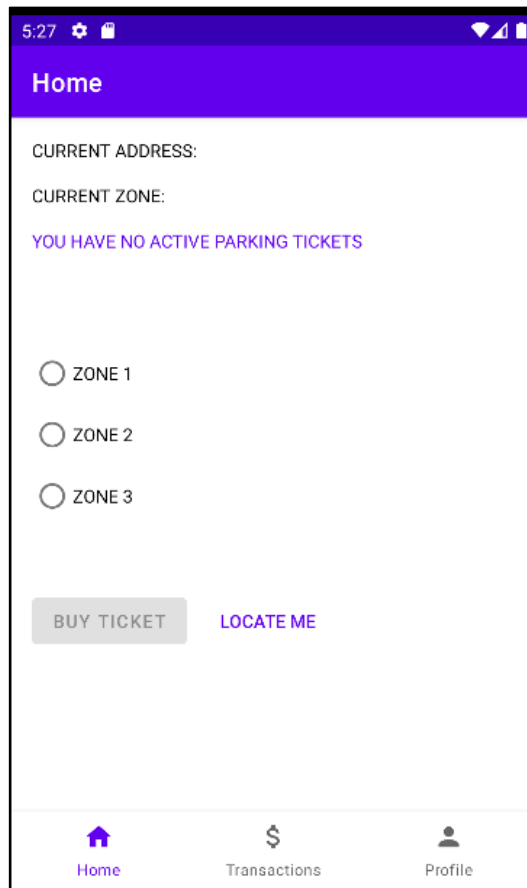 5:27
Home
CURRENT ADDRESS:
CURRENT ZONE:
YOU HAVE NO ACTIVE PARKING TICKETS
ZONE 1
ZONE 2
ZONE 3
BUY TICKET LOCATE ME
Home Transactions Profile